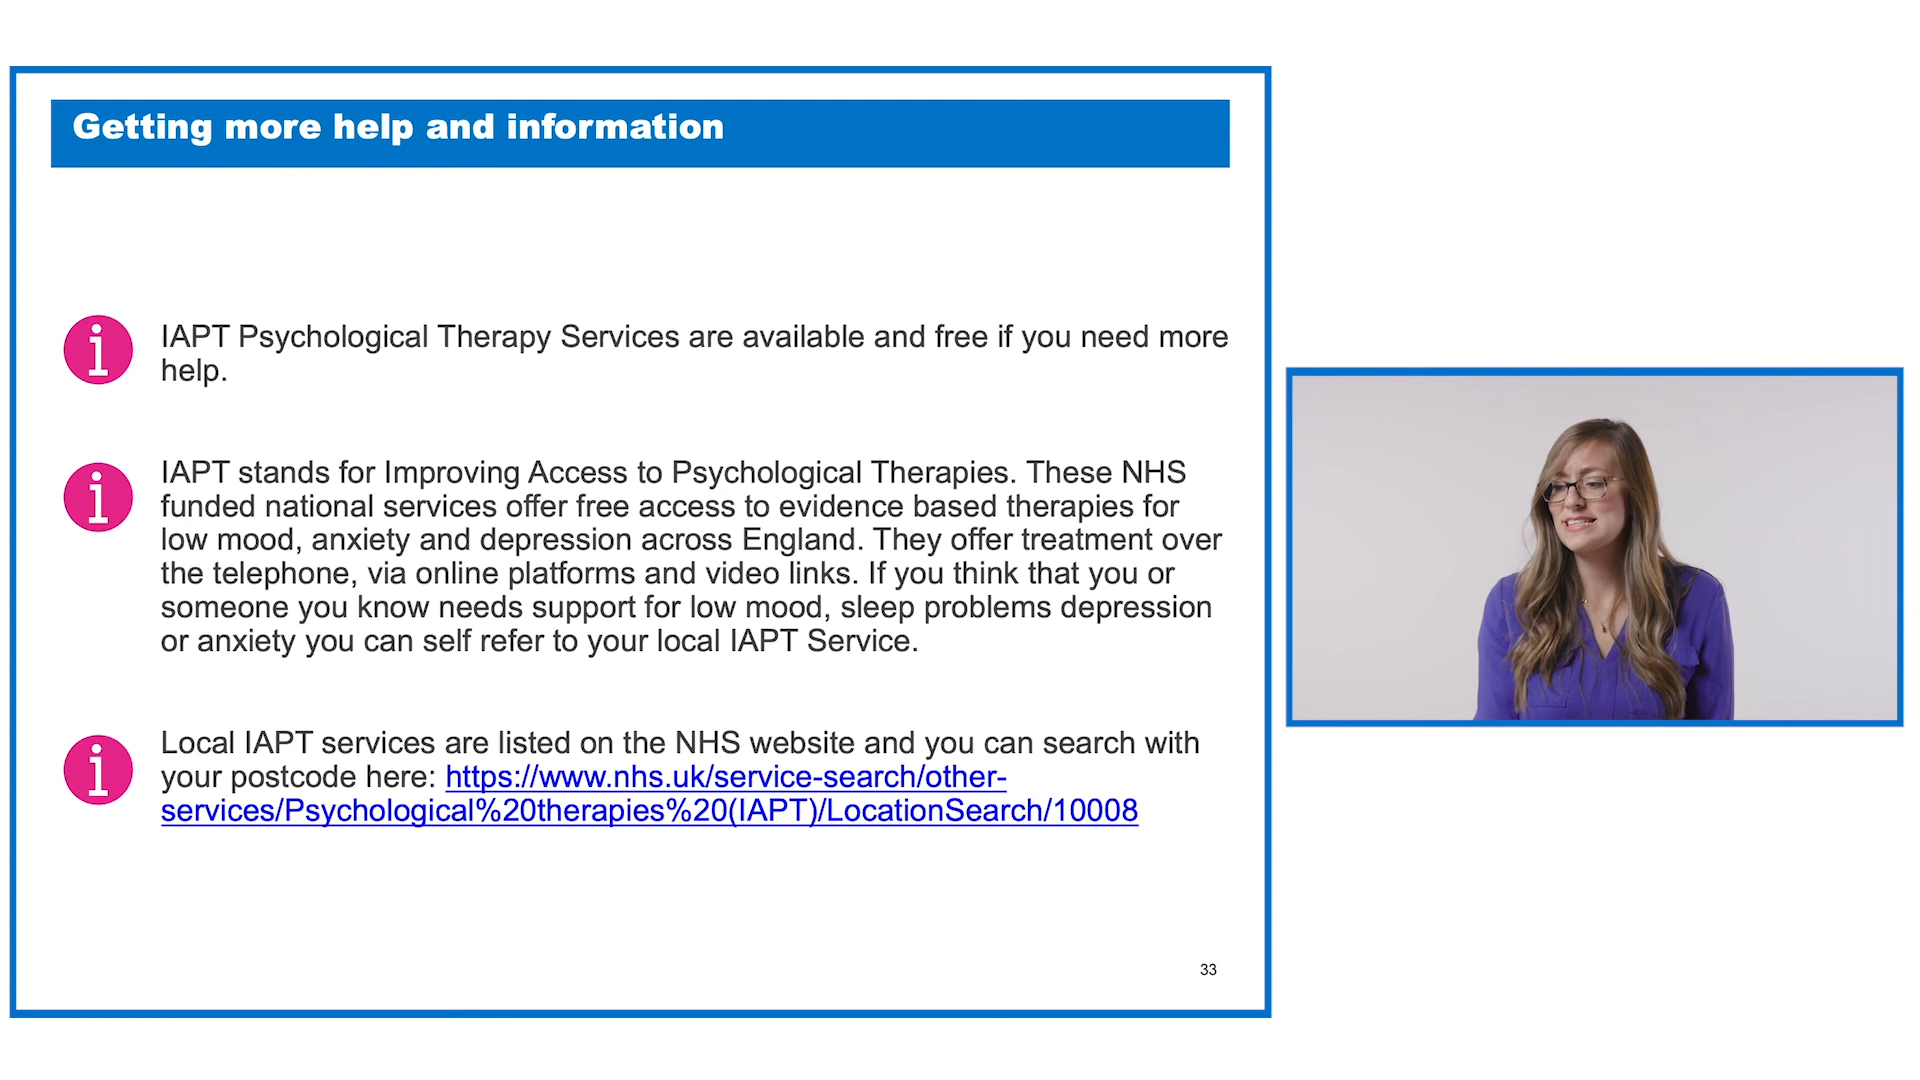 Getting more help and information
IAPT Psychological Therapy Services are available and free if you need more
help.
IAPT stands for Improving Access to Psychological Therapies. These NHS
funded national services offer free access to evidence based therapies for
low mood, anxiety and depression across England. They offer treatment over
the telephone, via online platforms and video links. If you think that you or
someone you know needs support for low mood, sleep problems depression
or anxiety you can self refer to your local IAPT Service.
Local IAPT services are listed on the NHS website and you can search with
your postcode here: https://www.nhs.uk/service-search/other-
services/Psychological%20therapies%20(IAPT)/LocationSearch/10008
33